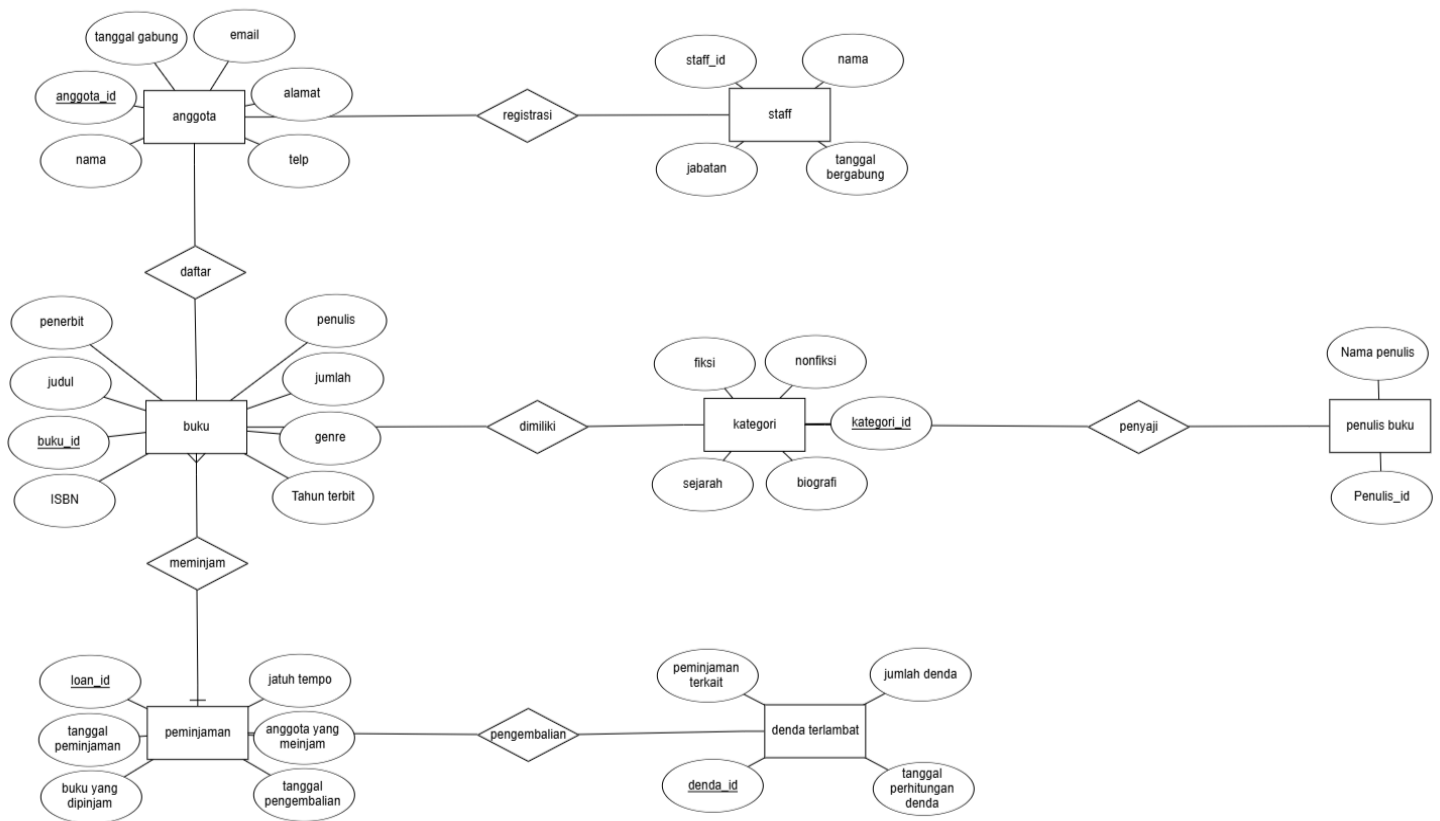 tanggal gabung
email
anggota_id
alamat
anggota
nama
telp
registrasi
staff_id
nama
staff
jabatan
tanggal
bergabung
daftar
penerbit
penulis
judul
jumlah
buku
buku_id
genre
ISBN
Tahun terbit
dimiliki
fiksi
nonfiksi
kategori
kategori_id
sejarah
biografi
penyaji
Nama penulis
penulis buku
Penulis_id
meminjam
loan_id
jatuh tempo
tanggal
peminjaman
peminjaman
anggota yang
meinjam
buku yang
dipinjam
tanggal
pengembalian
pengembalian
peminjaman
terkait
jumlah denda
denda terlambat
denda_id
tanggal
perhitungan
denda